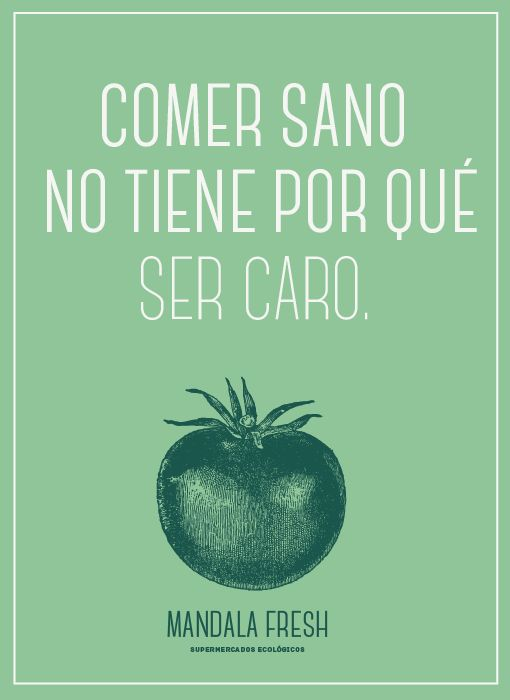 COMER SANO
NO TIENE POR QUÉ
SER CARO.
MANDALA FRESH
SUPERMERCADOS ECOLÓGICOS